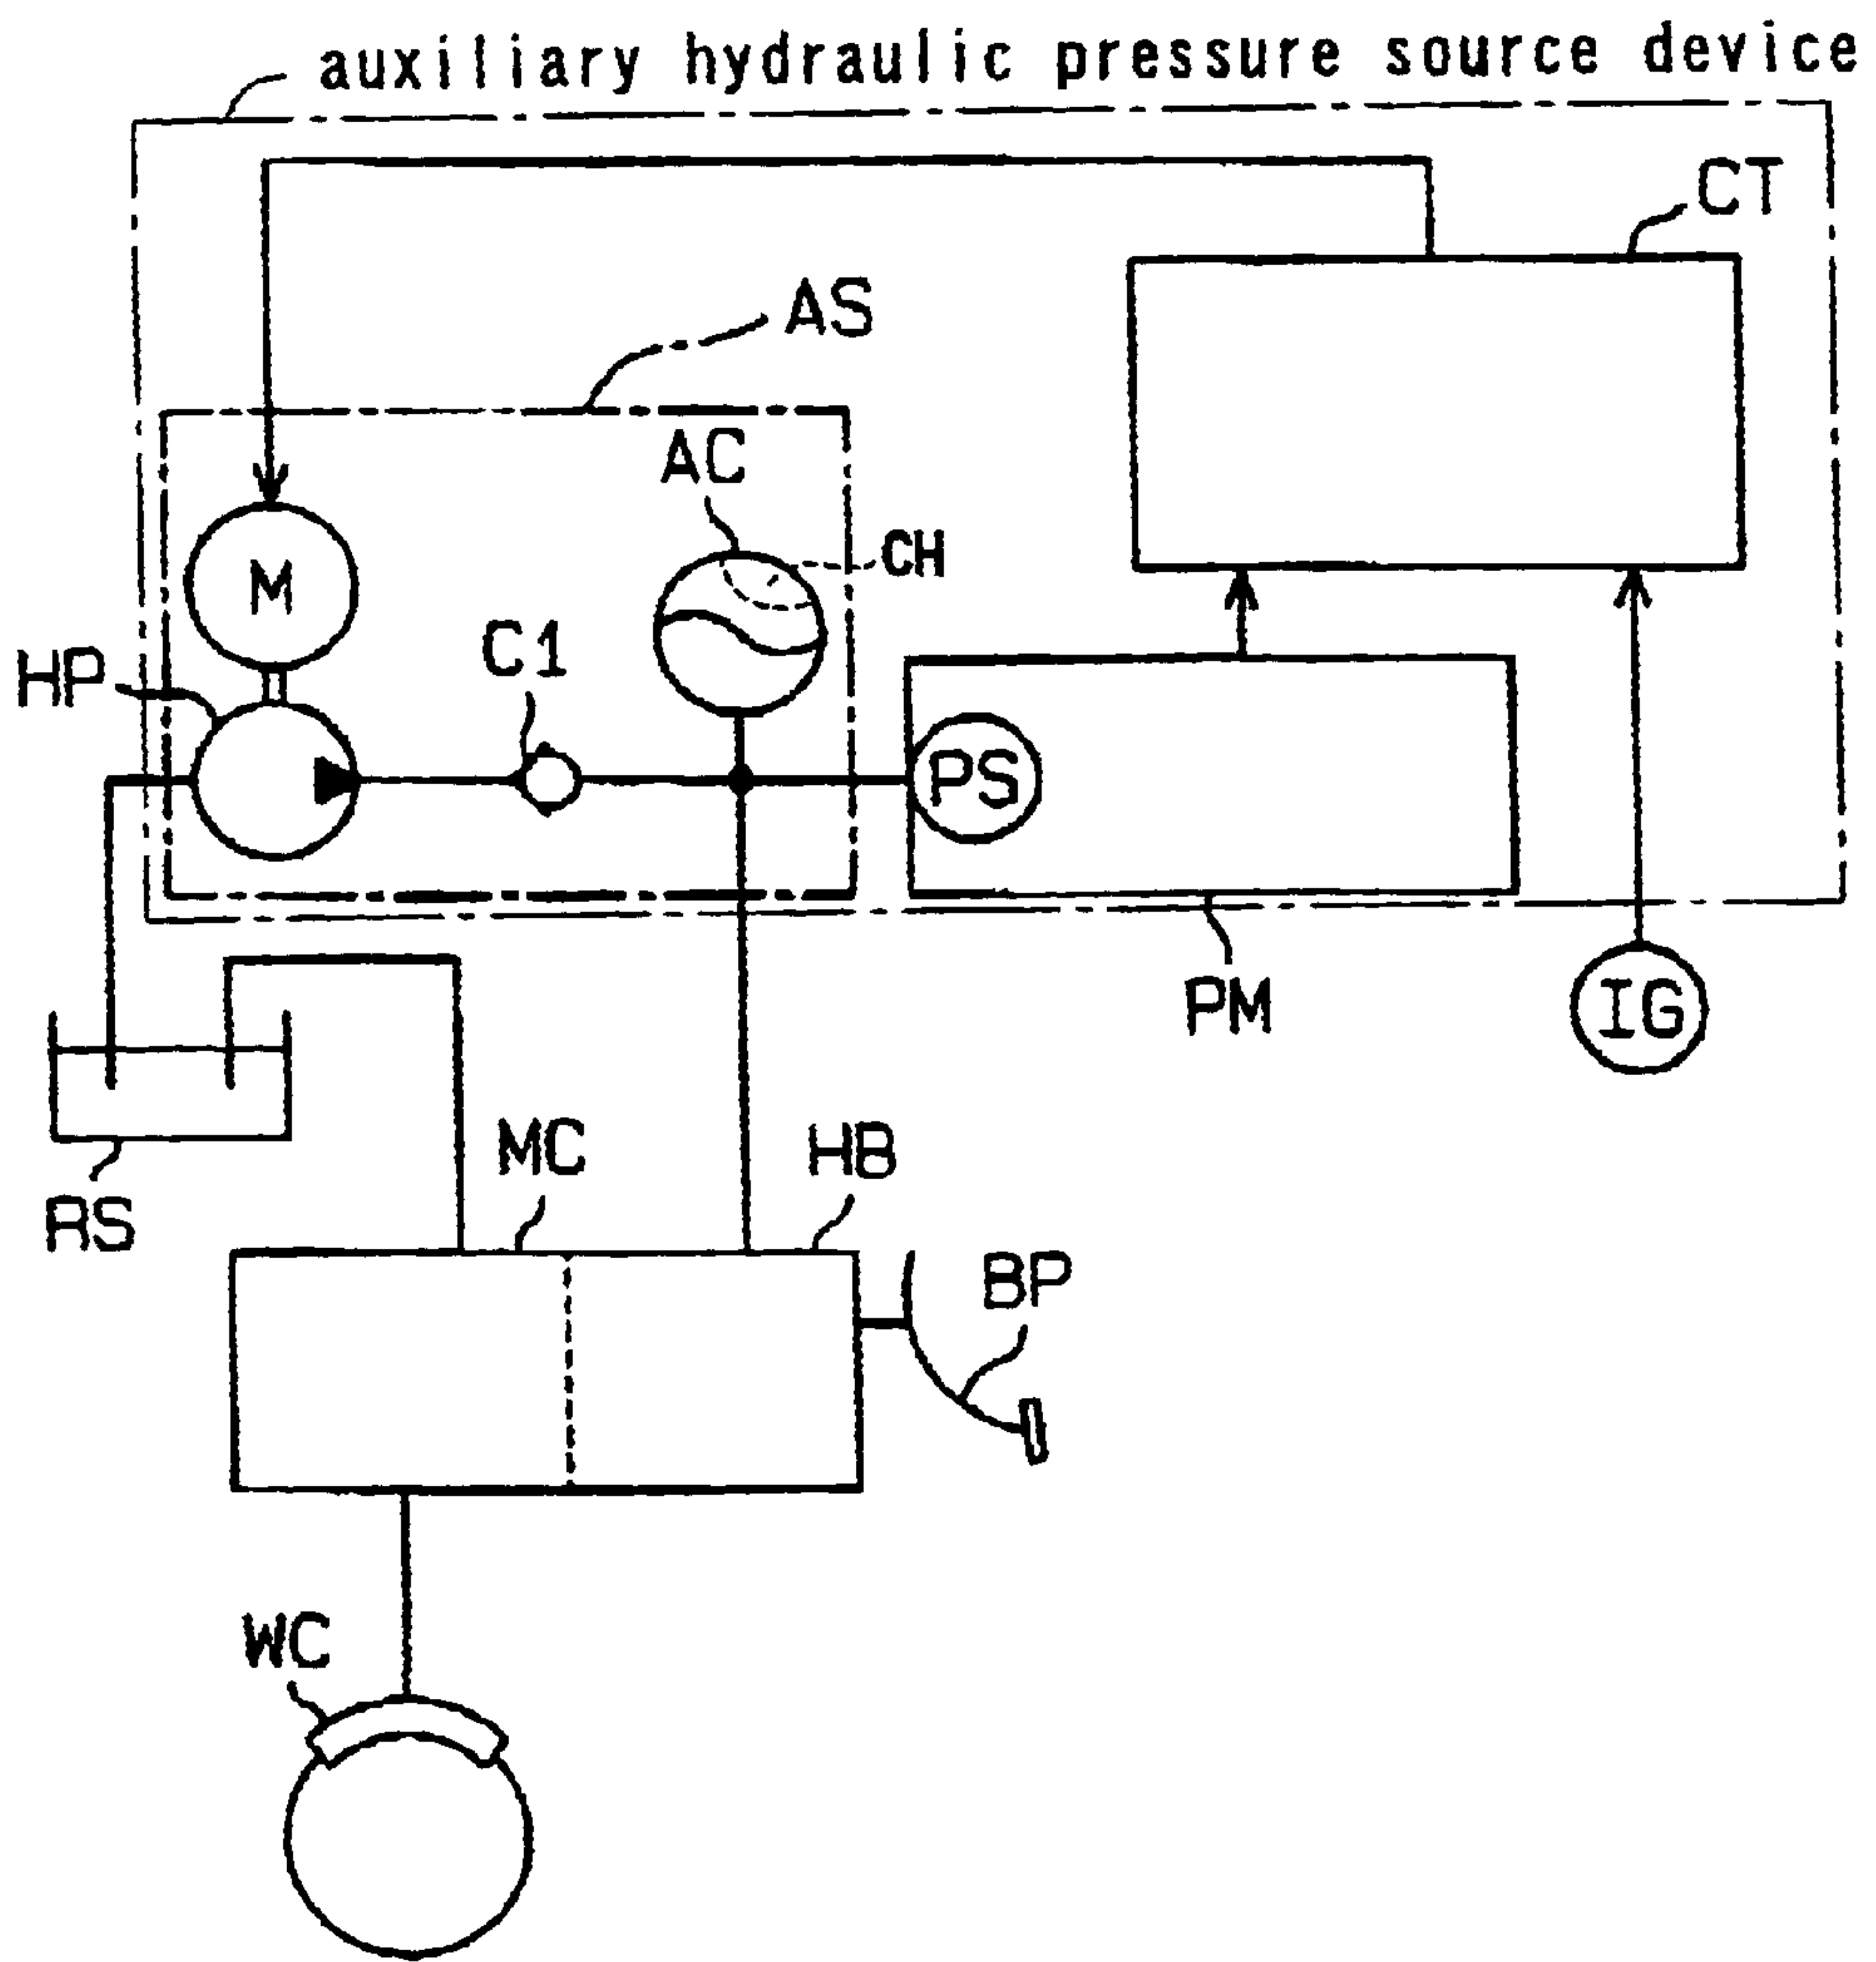 auxiliary hydraulic pressure source device
CT
AS
AC
CH
M
C1
HP
PS
PM
IG
RS
MC
HB
BP
WC